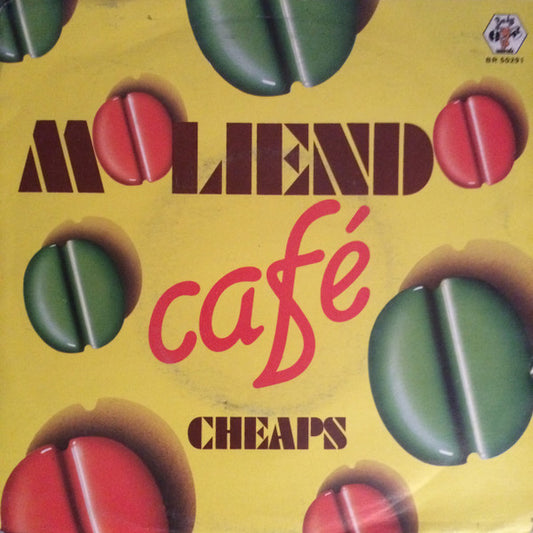 BR 50291
MOLIENDO
café
CHEAPS